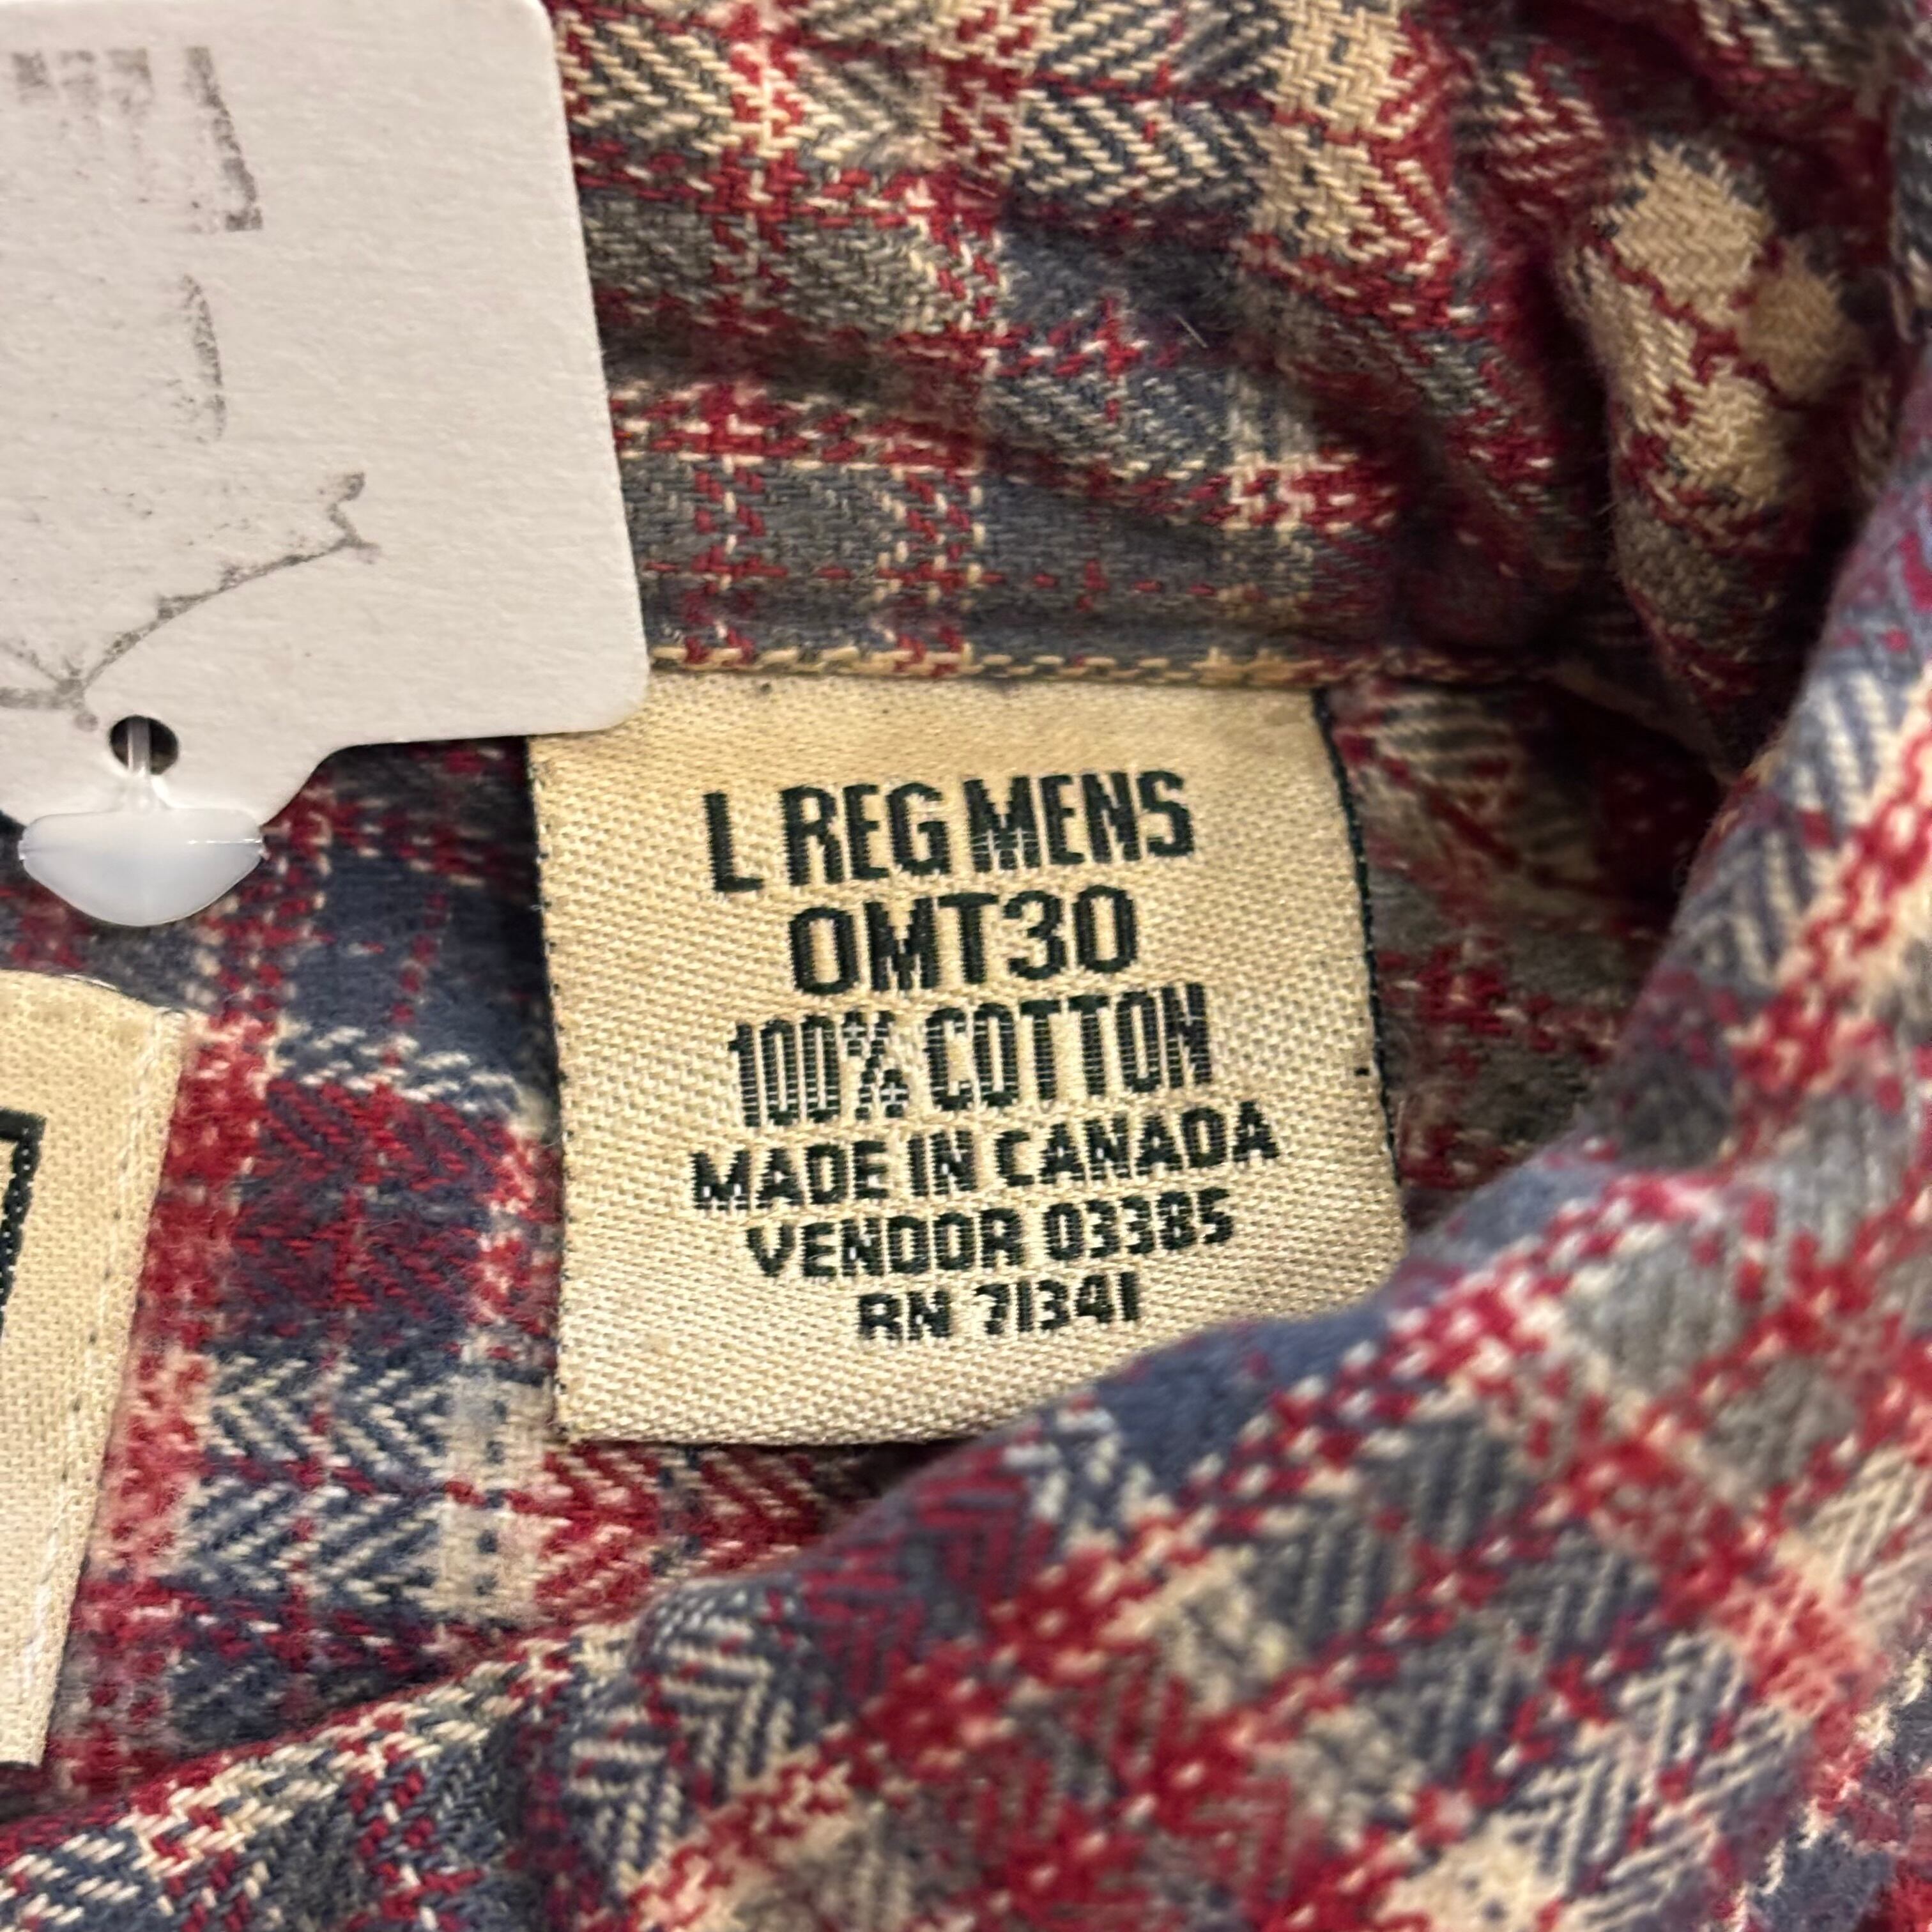 L REG MENS
OMT30
100% COTTON
MADE IN CANADA
VENDOR 03385
RN 71341